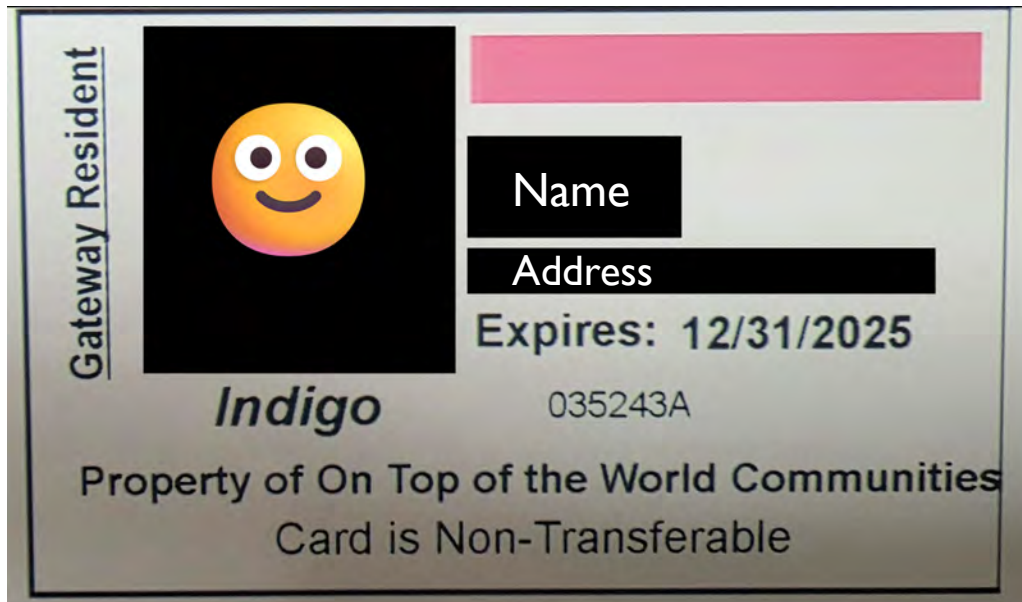 Gateway Resident
Name
Address
Expires: 12/31/2025
Indigo
035243A
Property of On Top of the World Communities
Card is Non-Transferable